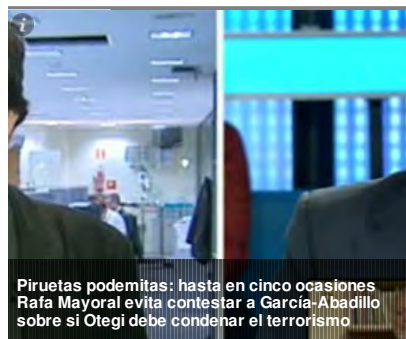 Piruetas podemitas: hasta en cinco ocasiones
Rafa Mayoral evita contestar a García-Abadillo
sobre si Otegi debe condenar el terrorismo